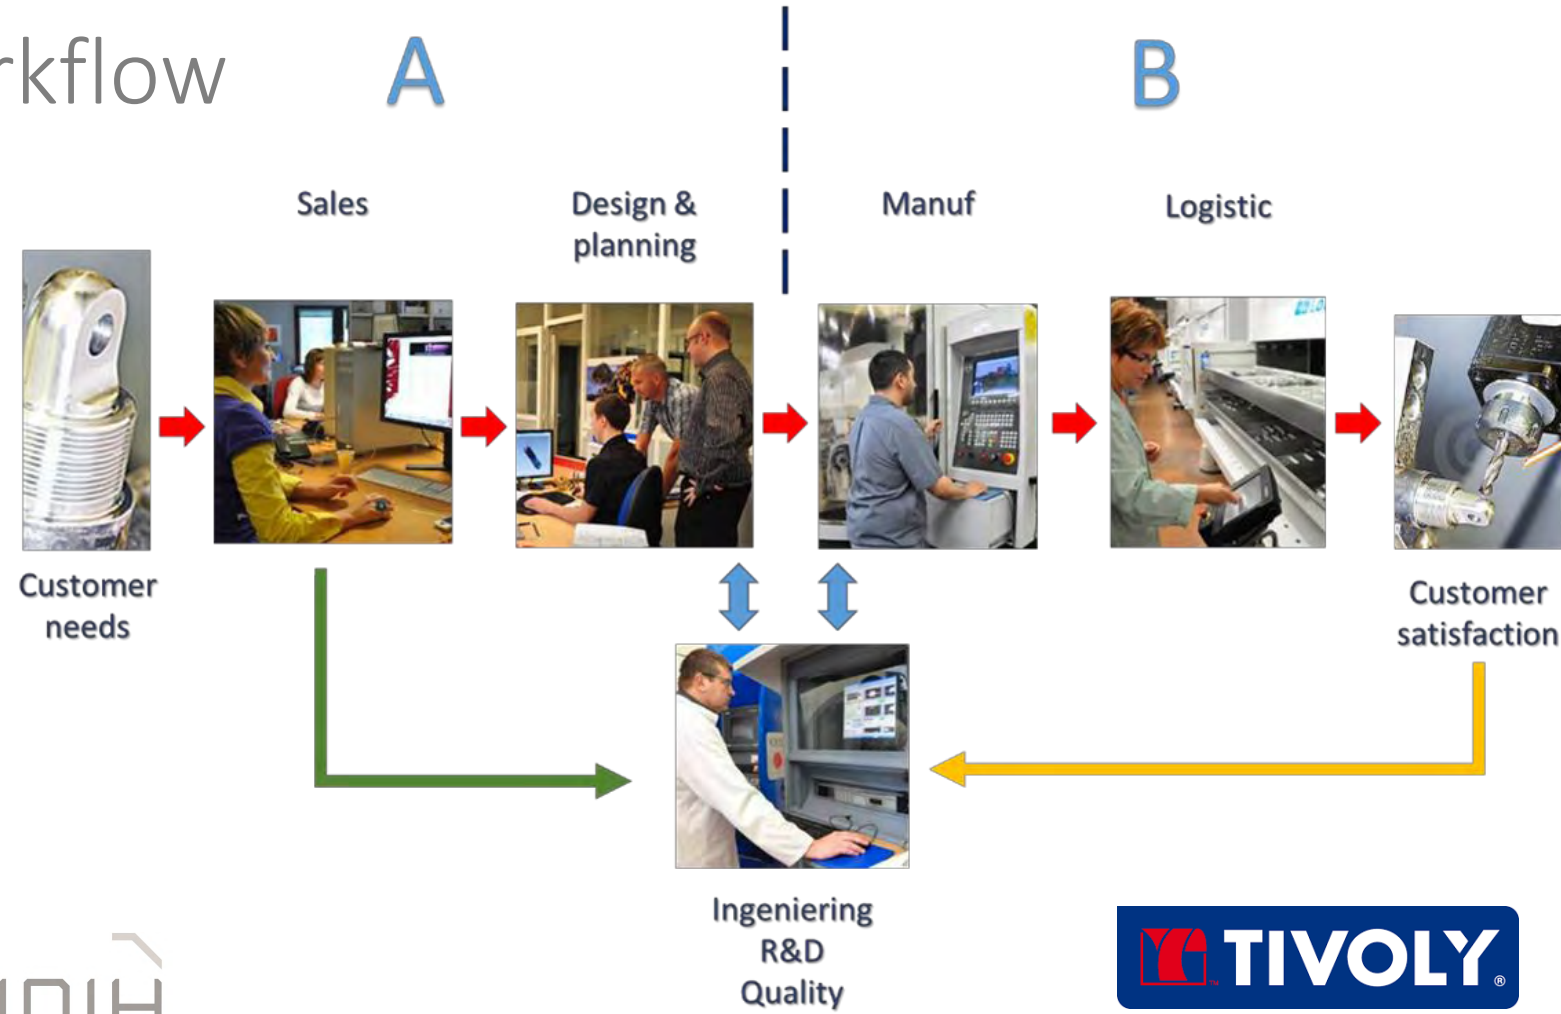 rkflow
A
B
Sales
Design &
planning
Manuf
Logistic
Customer
needs
Customer
satisfaction
Ingeniering
R&D
Quality
TIVOLY